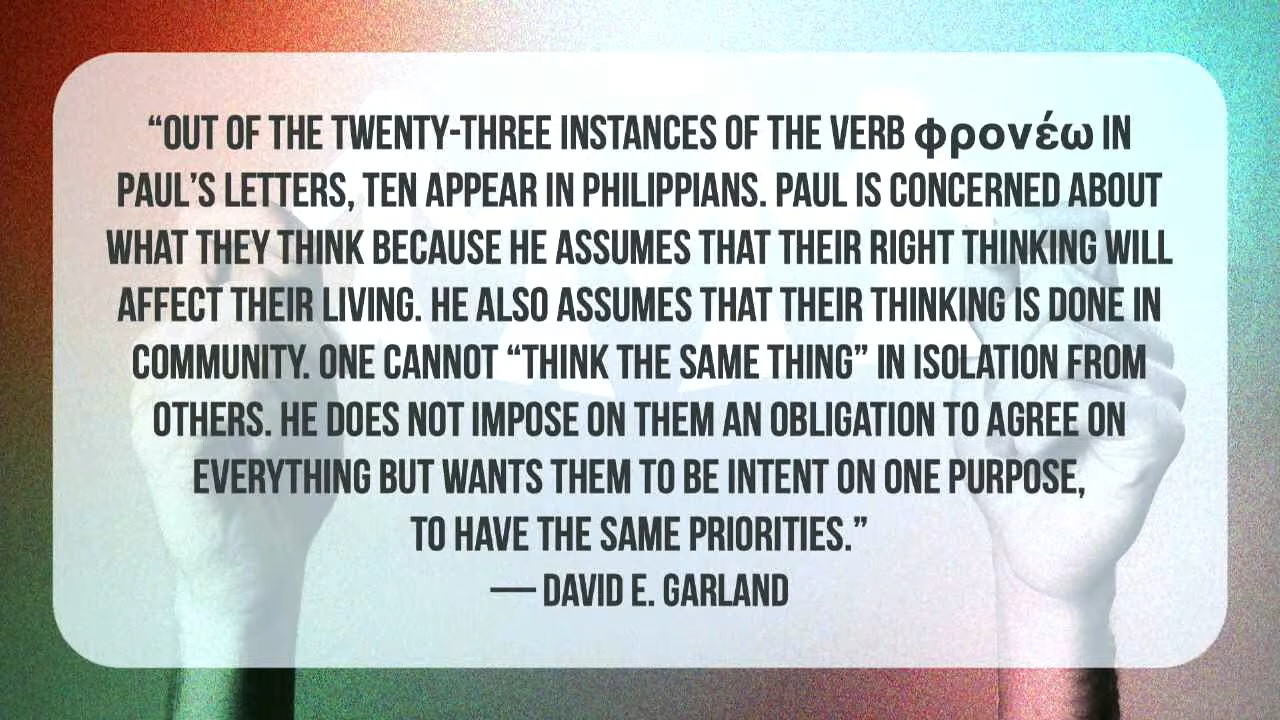 “OUT OF THE TWENTY-THREE INSTANCES OF THE VERB φρονέω IN
PAUL’S LETTERS, TEN APPEAR IN PHILIPPIANS. PAUL IS CONCERNED ABOUT
WHAT THEY THINK BECAUSE HE ASSUMES THAT THEIR RIGHT THINKING WILL
AFFECT THEIR LIVING. HE ALSO ASSUMES THAT THEIR THINKING IS DONE IN
COMMUNITY. ONE CANNOT “THINK THE SAME THING” IN ISOLATION FROM
OTHERS. HE DOES NOT IMPOSE ON THEM AN OBLIGATION TO AGREE ON
EVERYTHING BUT WANTS THEM TO BE INTENT ON ONE PURPOSE,
TO HAVE THE SAME PRIORITIES.”
— DAVID E. GARLAND